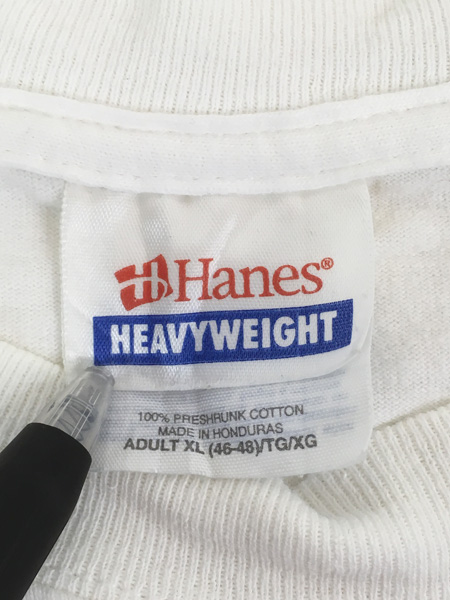 Hanes®
HEAVYWEIGHT
100% PRESHRUNK COTTON
MADE IN HONDURAS
ADULT XL (46-48)/TG/XG